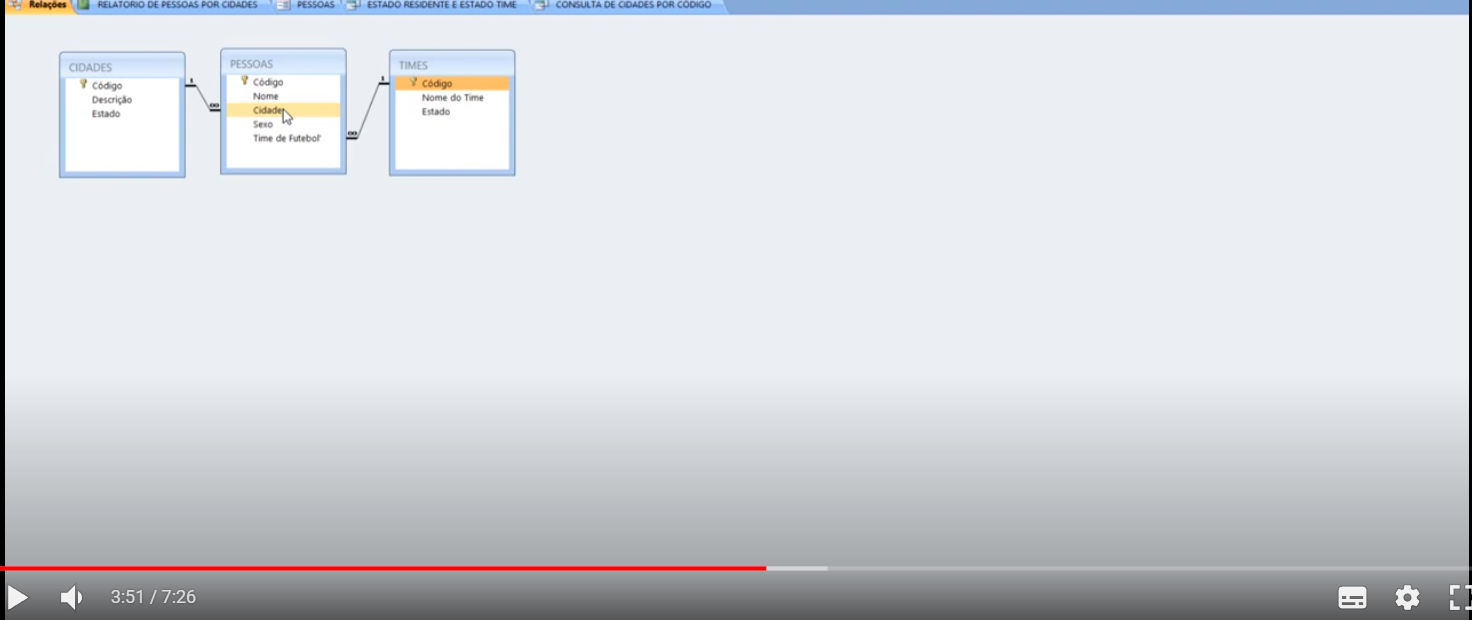 Relações RELATORIO DE PESSOAS POR CIDADES PESSOAS ESTADO RESIDENTE E ESTADO TIME CONSULTA DE CIDADES POR CÓDIGO
CIDADES
Código
Descrição
Estado
1
∞
PESSOAS
Código
Nome
Cidade
Sexo
Time de Futebol'
1
∞
TIMES
Código
Nome do Time
Estado
3:51 / 7:26